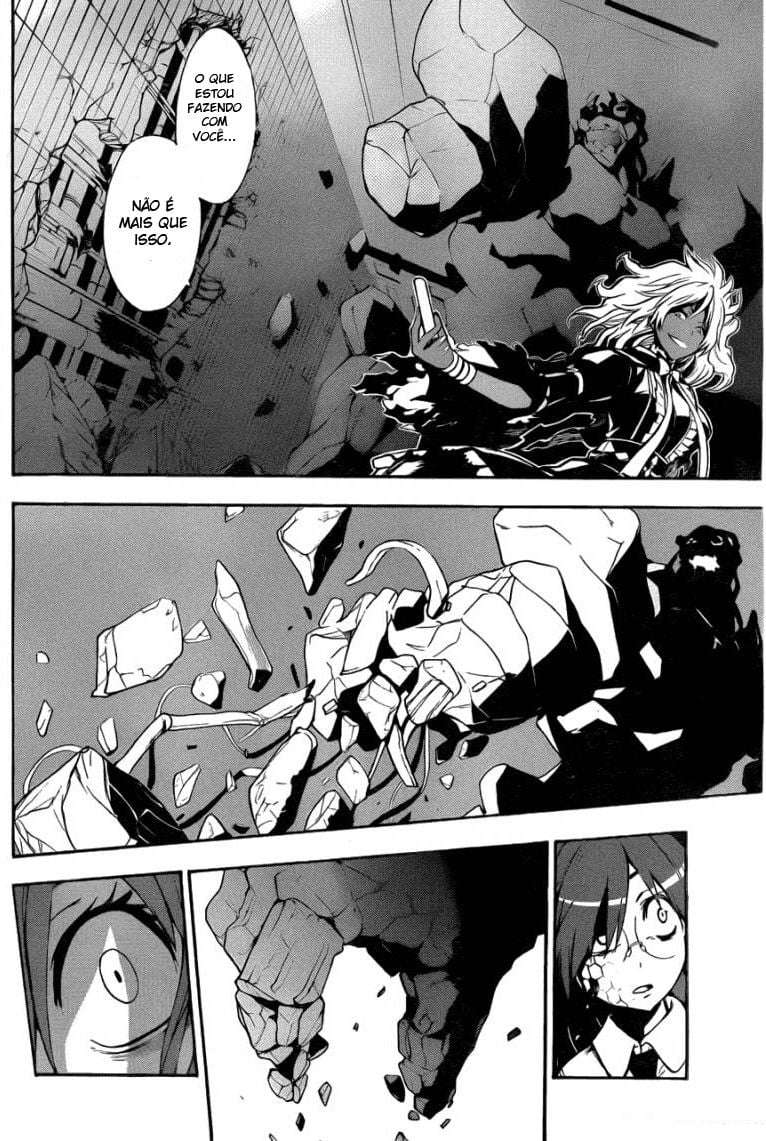 O QUE
ESTOU
FAZENDO
COM
VOCÊ...
NÃO É
MAIS QUE
ISSO.